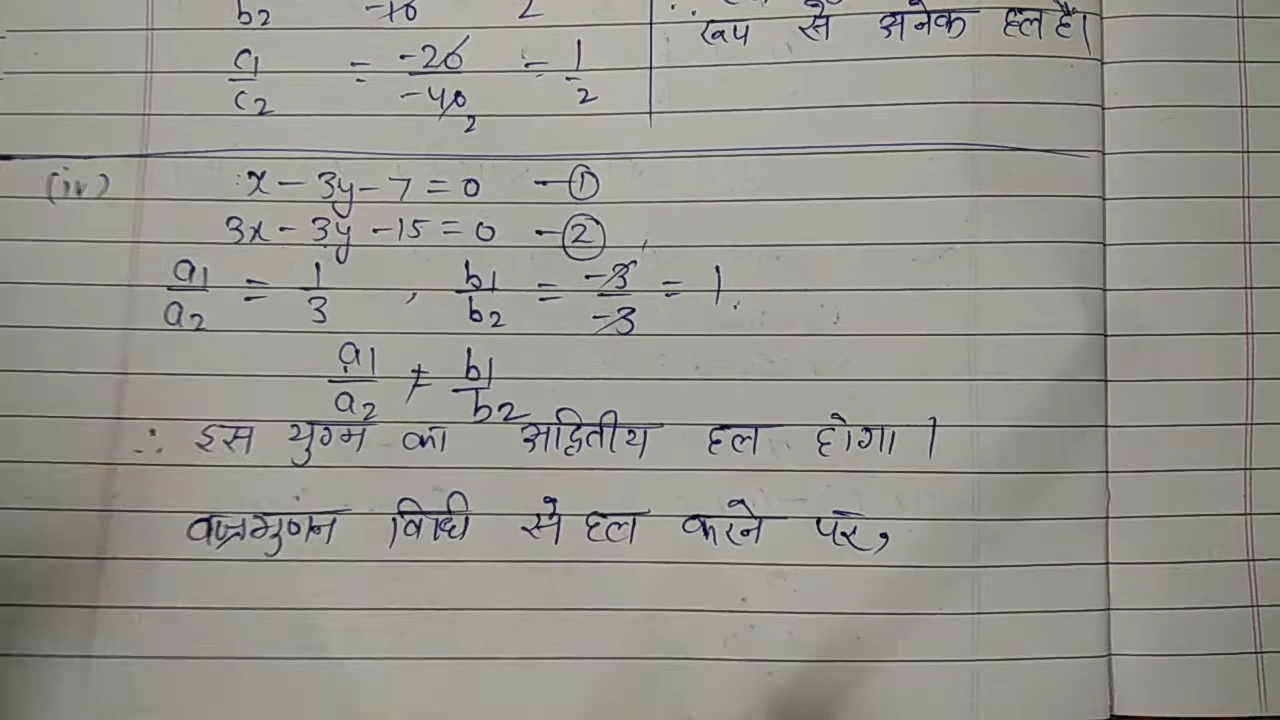 b2 -10 2
रूप से अनेक हल है।
c1/c2 = -20/-40 2 = 1/2
(iv) x - 3y - 7 = 0 - ①
3x - 3y - 15 = 0 - ②
a1/a2 = 1/3 , b1/b2 = -3/-3 = 1
a1/a2 ≠ b1/b2
∴ इस युग्म का अद्वितीय हल होगा।
वज्रगुणन विधी से हल करने पर,